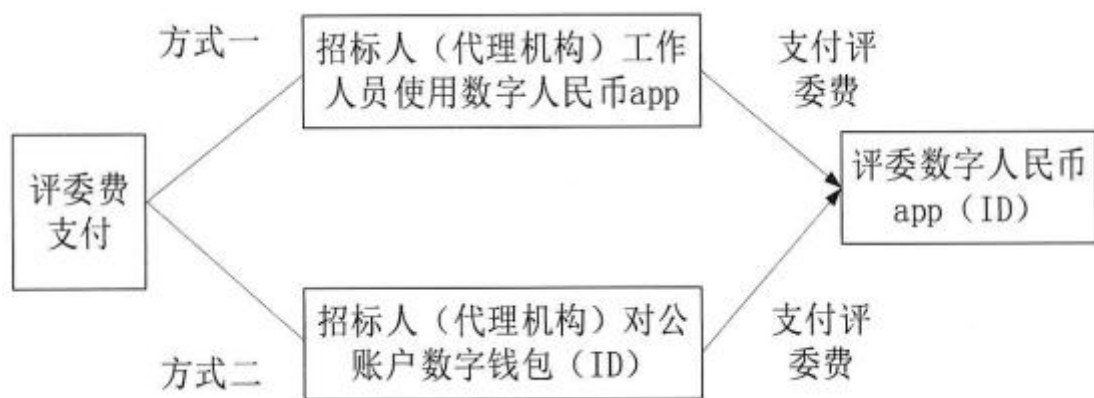 方式一
招标人（代理机构）工作
人员使用数字人民币app
支付评
委费
评委费
支付
评委数字人民币
app（ID）
招标人（代理机构）对公
账户数字钱包（ID）
支付评
委费
方式二